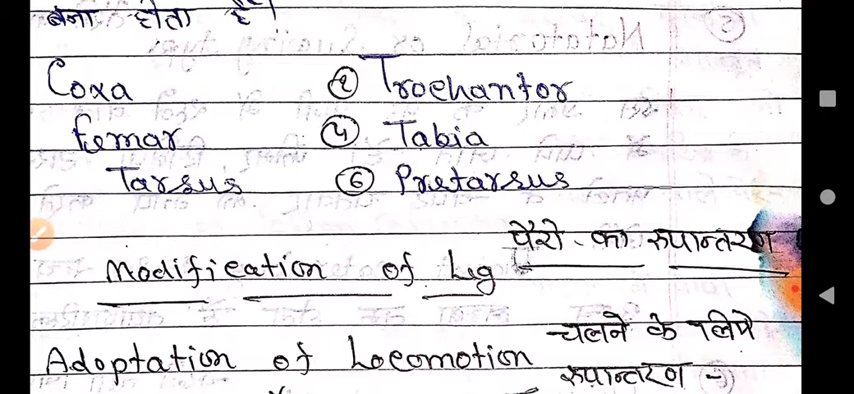 बना होता है।
Coxa ② Trochantor
Femar ④ Tabia
Tarsus ⑥ Pretarsus
Modification of Leg पैरो का रुपान्तरण
Adoptation of Locomotion चलने के लिये
रुपान्तरण -